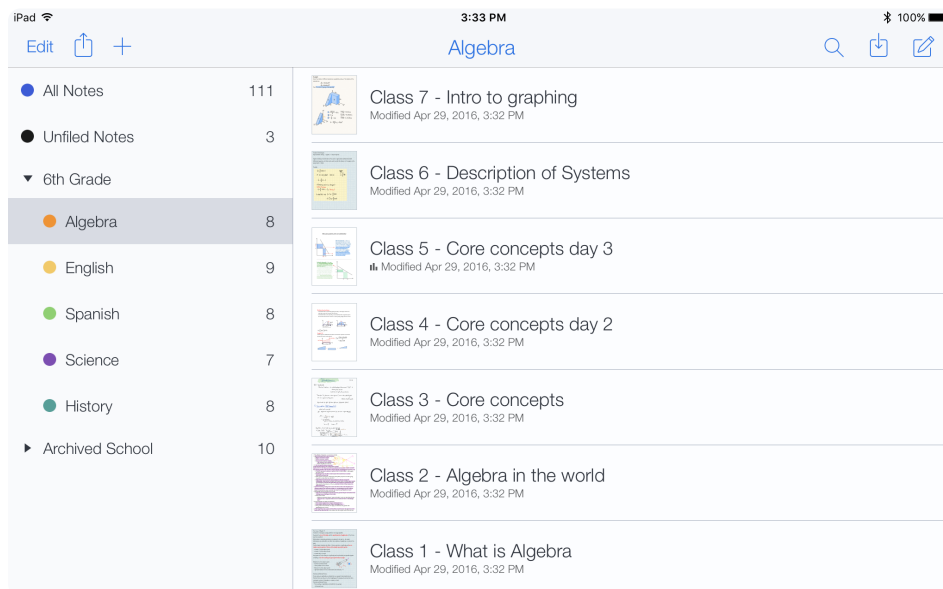 iPad 3:33 PM 100%
Edit Algebra
All Notes 111
Unfiled Notes 3
6th Grade
Algebra 8
English 9
Spanish 8
Science 7
History 8
Archived School 10
Class 7 - Intro to graphing
Modified Apr 29, 2016, 3:32 PM
Class 6 - Description of Systems
Modified Apr 29, 2016, 3:32 PM
Class 5 - Core concepts day 3
Modified Apr 29, 2016, 3:32 PM
Class 4 - Core concepts day 2
Modified Apr 29, 2016, 3:32 PM
Class 3 - Core concepts
Modified Apr 29, 2016, 3:32 PM
Class 2 - Algebra in the world
Modified Apr 29, 2016, 3:32 PM
Class 1 - What is Algebra
Modified Apr 29, 2016, 3:32 PM